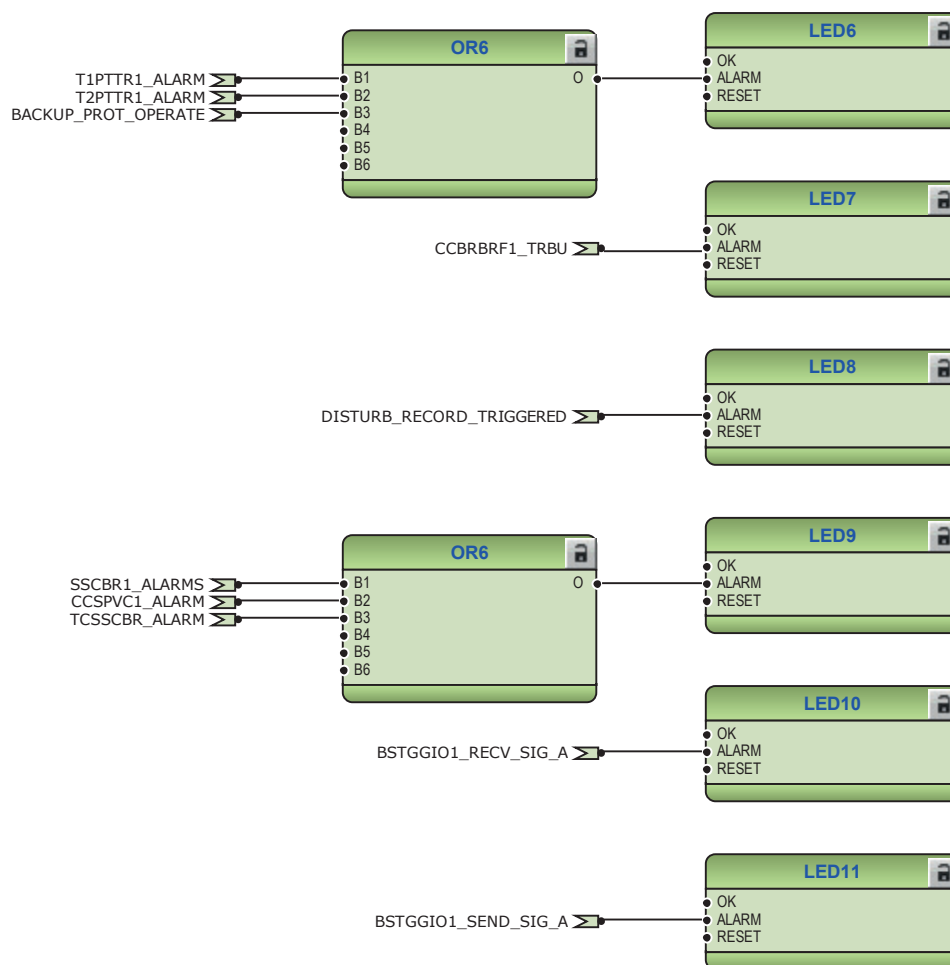 OR6
T1PTTR1_ALARM
T2PTTR1_ALARM
BACKUP_PROT_OPERATE
B1
B2
B3
B4
B5
B6
O
LED6
OK
ALARM
RESET
CCBRBRF1_TRBU
LED7
OK
ALARM
RESET
DISTURB_RECORD_TRIGGERED
LED8
OK
ALARM
RESET
OR6
SSCBR1_ALARMS
CCSPVC1_ALARM
TCSSCBR_ALARM
B1
B2
B3
B4
B5
B6
O
LED9
OK
ALARM
RESET
BSTGGIO1_RECV_SIG_A
LED10
OK
ALARM
RESET
BSTGGIO1_SEND_SIG_A
LED11
OK
ALARM
RESET